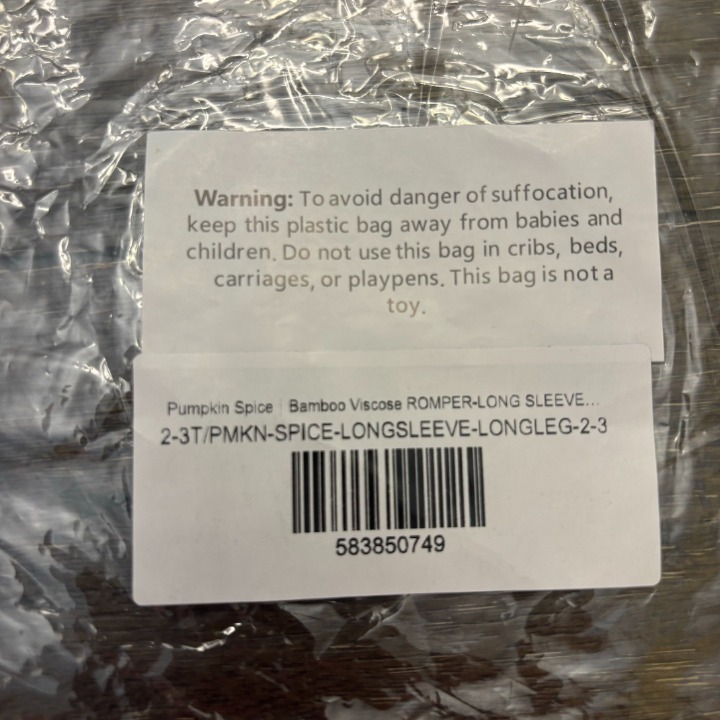 Warning: To avoid danger of suffocation,
keep this plastic bag away from babies and
children. Do not use this bag in cribs, beds,
carriages, or playpens. This bag is not a
toy.
Pumpkin Spice | Bamboo Viscose ROMPER-LONG SLEEVE...
2-3T/PMKN-SPICE-LONGSLEEVE-LONGLEG-2-3
583850749